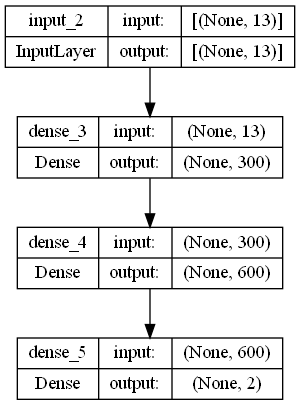 input_2 input: [(None, 13)]
InputLayer output: [(None, 13)]
dense_3 input: (None, 13)
Dense output: (None, 300)
dense_4 input: (None, 300)
Dense output: (None, 600)
dense_5 input: (None, 600)
Dense output: (None, 2)